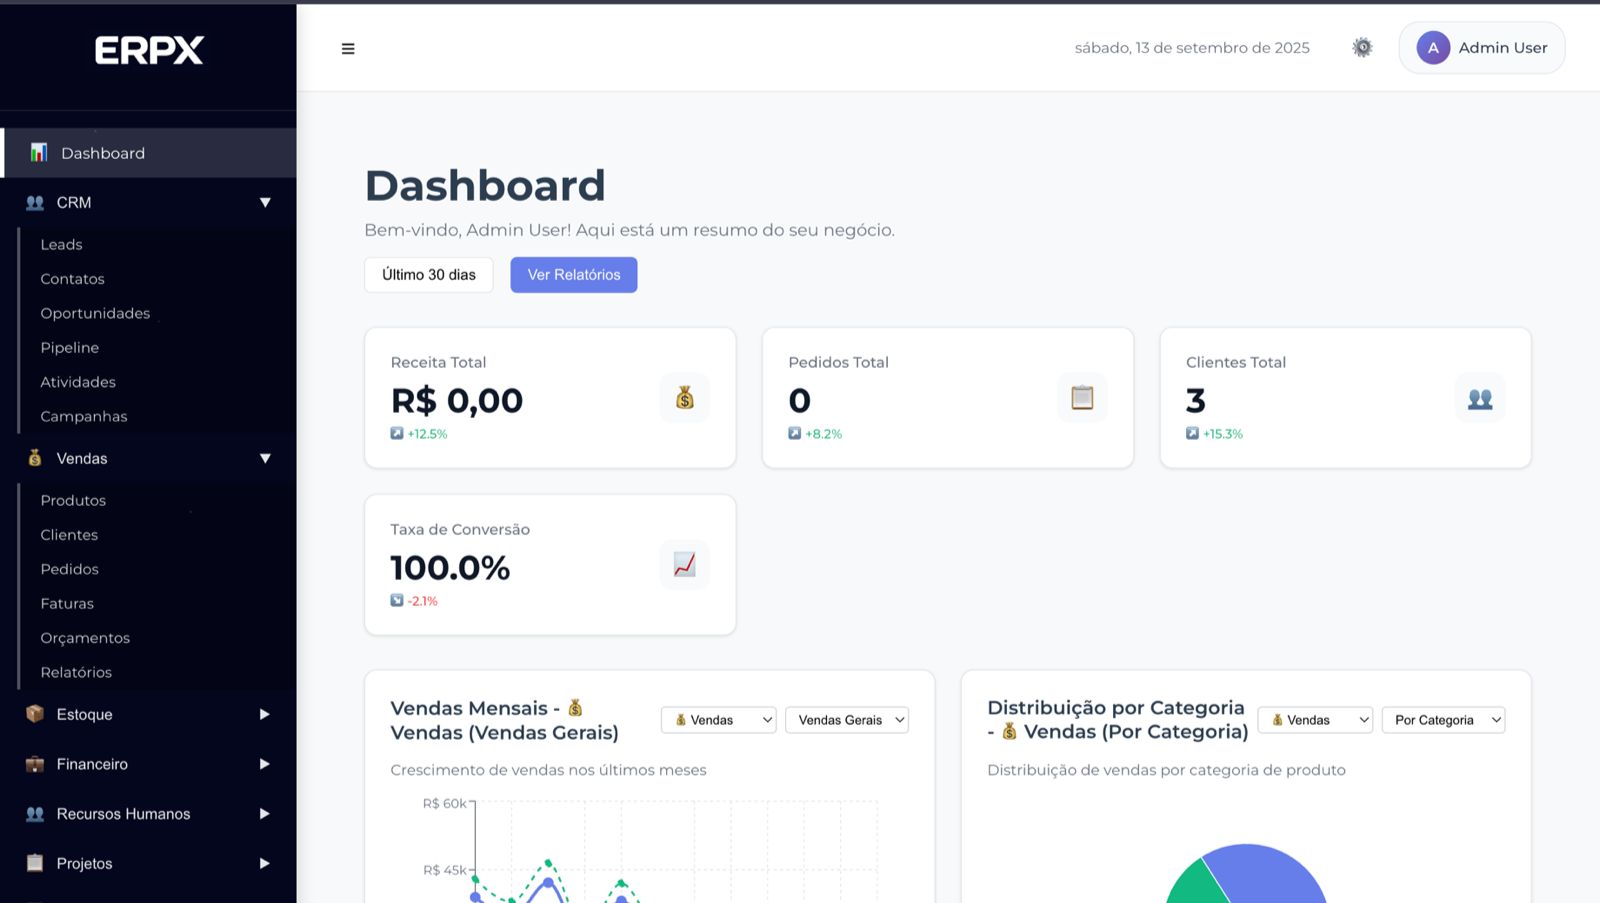 ERPX
sábado, 13 de setembro de 2025
A
Admin User
Dashboard
CRM
Leads
Contatos
Oportunidades
Pipeline
Atividades
Campanhas
Vendas
Produtos
Clientes
Pedidos
Faturas
Orçamentos
Relatórios
Estoque
Financeiro
Recursos Humanos
Projetos
Dashboard
Bem-vindo, Admin User! Aqui está um resumo do seu negócio.
Último 30 dias
Ver Relatórios
Receita Total
R$ 0,00
+12.5%
Pedidos Total
0
+8.2%
Clientes Total
3
+15.3%
Taxa de Conversão
100.0%
-2.1%
Vendas Mensais - 💰
Vendas (Vendas Gerais)
Vendas
Vendas Gerais
Crescimento de vendas nos últimos meses
R$ 60k
R$ 45k
Distribuição por Categoria
- 💰 Vendas (Por Categoria)
Vendas
Por Categoria
Distribuição de vendas por categoria de produto